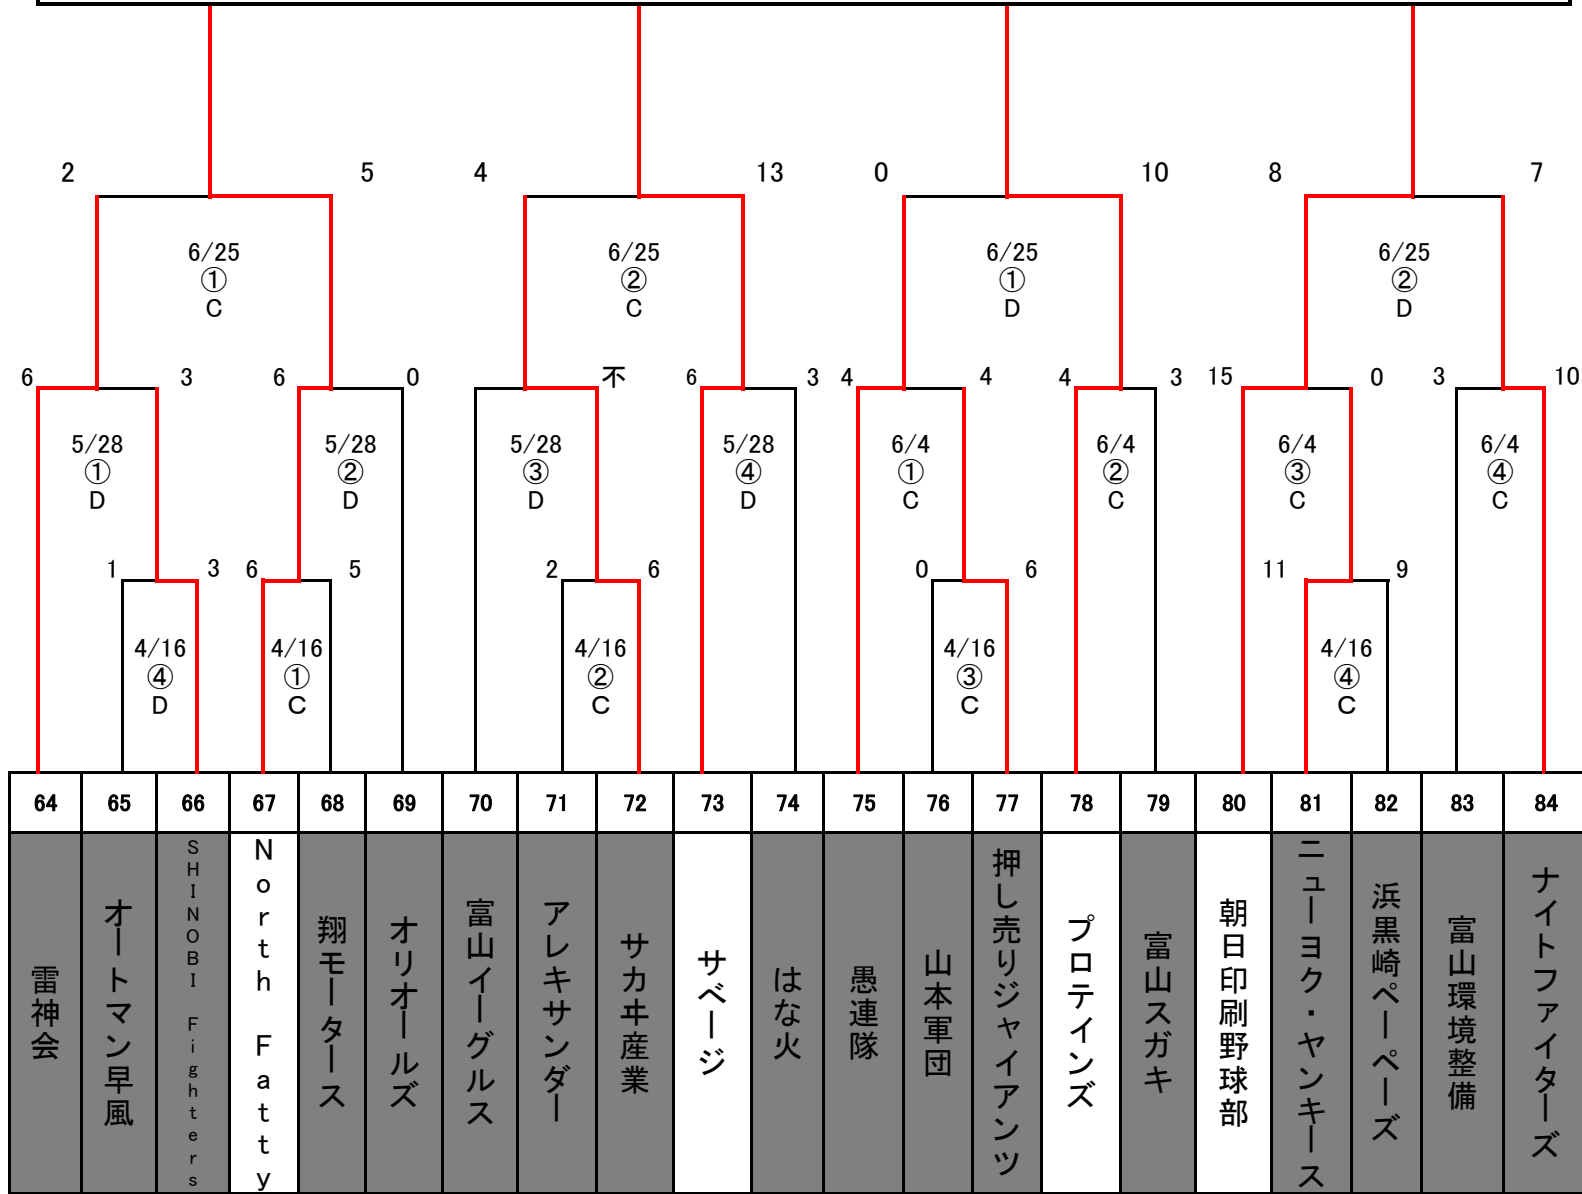 2 5 4 13 0 10 8 7
6/25 6/25 6/25 6/25
① ② ① ②
C C D D
6 3 6 0 不 6 3 4 4 4 3 15 0 3 10
5/28 5/28 5/28 5/28 6/4 6/4 6/4 6/4
① ② ③ ④ ① ② ③ ④
D D D D C C C C
1 3 6 5 2 6 0 6 11 9
4/16 4/16 4/16 4/16 4/16
④ ① ② ③ ④
D C C C C
64 65 66 67 68 69 70 71 72 73 74 75 76 77 78 79 80 81 82 83 84
雷神会
オートマン早風
SHINOBI Fighters
North Fatty
翔モータース
オリオールズ
富山イーグルス
アレキサンダー
サカヰ産業
サベージ
はな火
愚連隊
山本軍団
押し売りジャイアンツ
プロテインズ
富山スガキ
朝日印刷野球部
ニューヨク・ヤンキース
浜黒崎ペーペーズ
富山環境整備
ナイトファイターズ